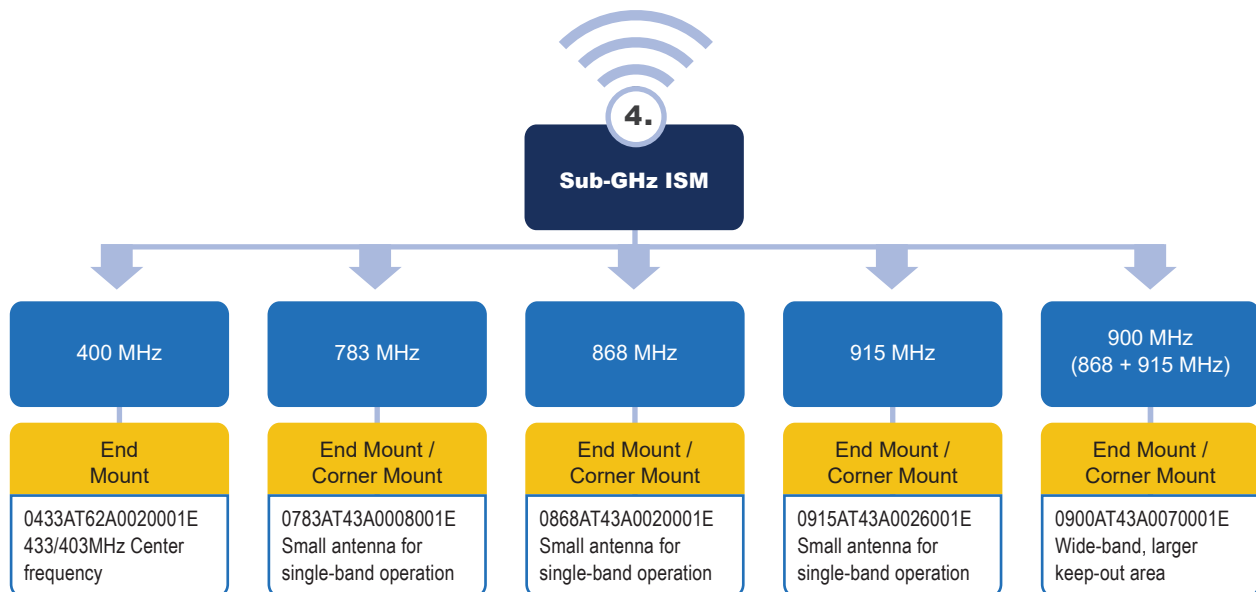 4.
Sub-GHz ISM
400 MHz
783 MHz
868 MHz
915 MHz
900 MHz
(868 + 915 MHz)
End
Mount
End Mount /
Corner Mount
End Mount /
Corner Mount
End Mount /
Corner Mount
End Mount /
Corner Mount
0433AT62A0020001E
433/403MHz Center
frequency
0783AT43A0008001E
Small antenna for
single-band operation
0868AT43A0020001E
Small antenna for
single-band operation
0915AT43A0026001E
Small antenna for
single-band operation
0900AT43A0070001E
Wide-band, larger
keep-out area